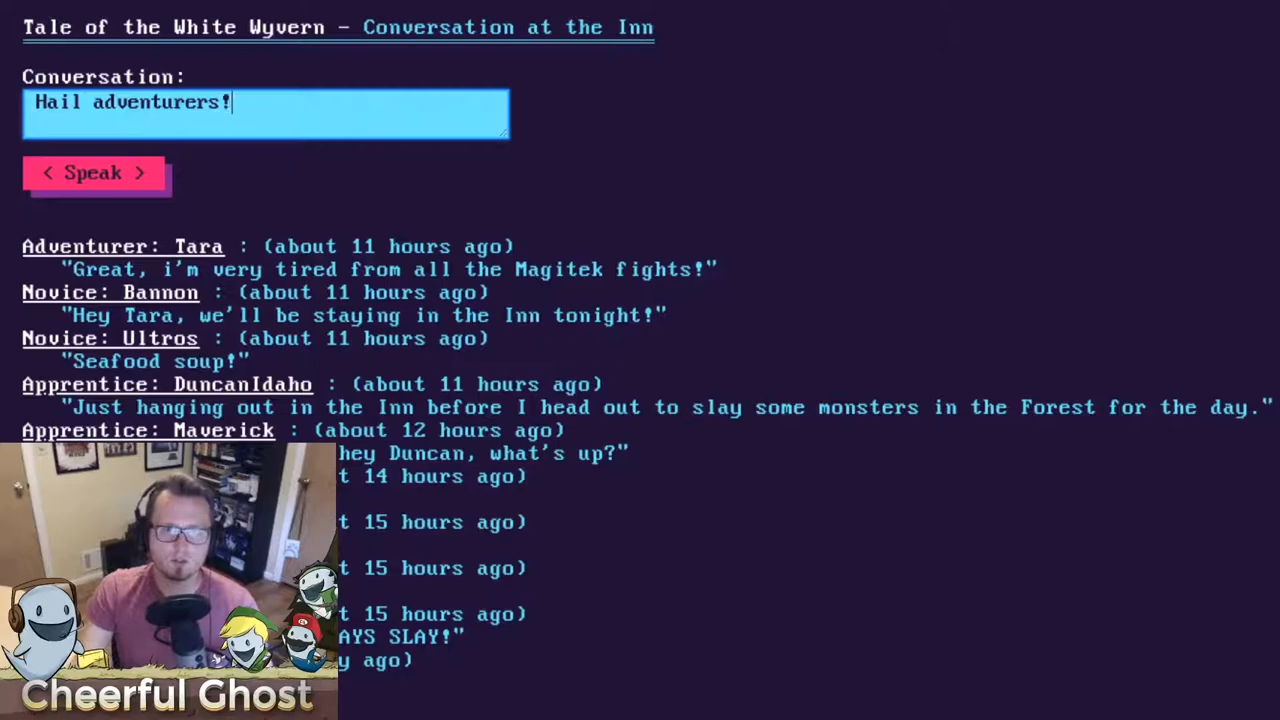 Tale of the White Wyvern - Conversation at the Inn
Conversation:
Hail adventurers!
< Speak >
Adventurer: Tara : (about 11 hours ago)
"Great, i'm very tired from all the Magitek fights!"
Novice: Bannon : (about 11 hours ago)
"Hey Tara, we'll be staying in the Inn tonight!"
Novice: Ultros : (about 11 hours ago)
"Seafood soup!"
Apprentice: DuncanIdaho : (about 11 hours ago)
"Just hanging out in the Inn before I head out to slay some monsters in the Forest for the day."
Apprentice: Maverick : (about 12 hours ago)
hey Duncan, what's up?"
t 14 hours ago)
t 15 hours ago)
t 15 hours ago)
t 15 hours ago)
AYS SLAY!"
y ago)
Cheerful Ghost